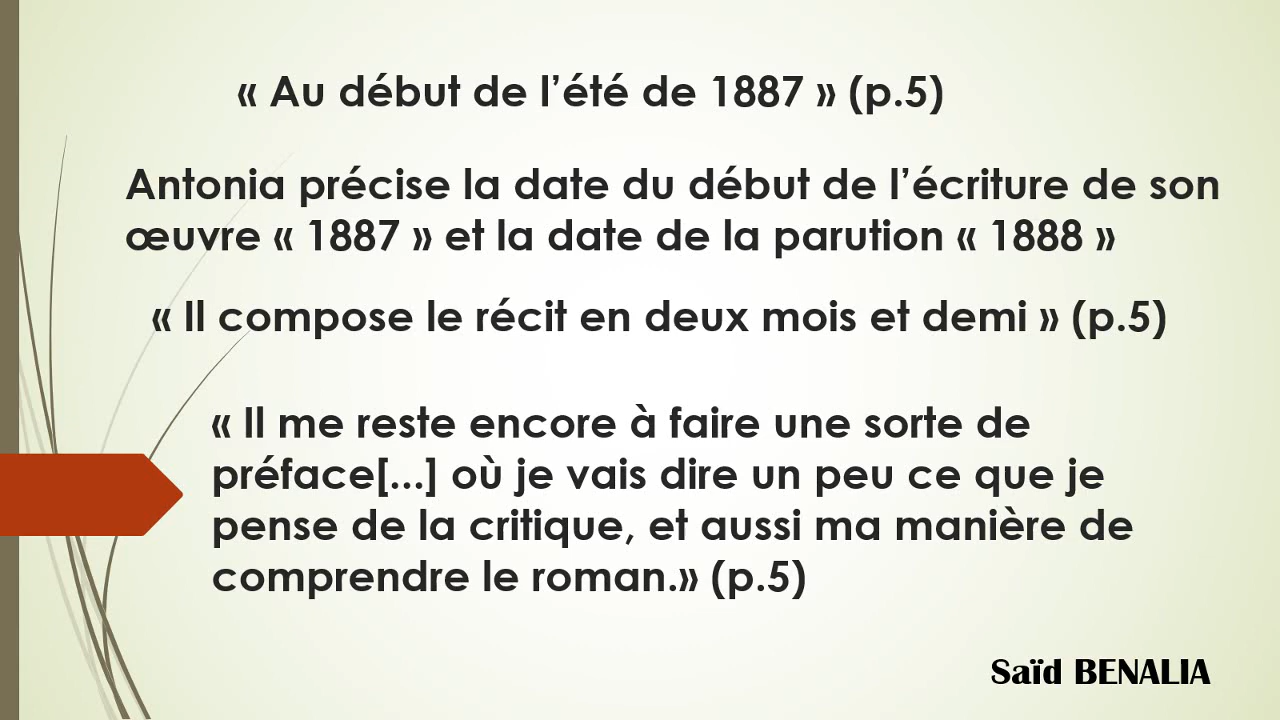 « Au début de l’été de 1887 » (p.5)
Antonia précise la date du début de l’écriture de son
œuvre « 1887 » et la date de la parution « 1888 »
« Il compose le récit en deux mois et demi » (p.5)
« Il me reste encore à faire une sorte de
préface[...] où je vais dire un peu ce que je
pense de la critique, et aussi ma manière de
comprendre le roman.» (p.5)
Saïd BENALIA